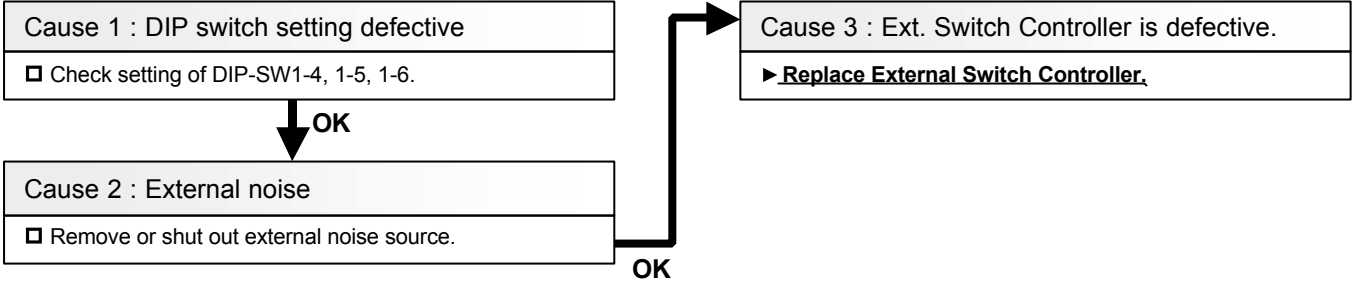 Cause 1 : DIP switch setting defective
Check setting of DIP-SW1-4, 1-5, 1-6.
OK
Cause 2 : External noise
Remove or shut out external noise source.
OK
Cause 3 : Ext. Switch Controller is defective.
►Replace External Switch Controller.